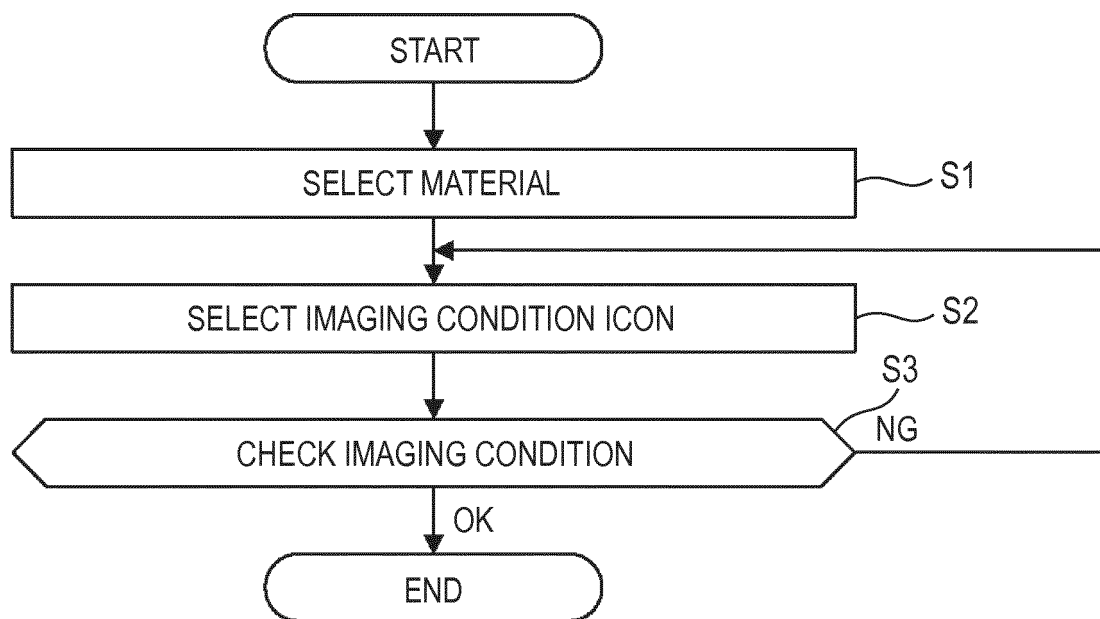 START
SELECT MATERIAL
S1
SELECT IMAGING CONDITION ICON
S2
S3
CHECK IMAGING CONDITION
NG
OK
END